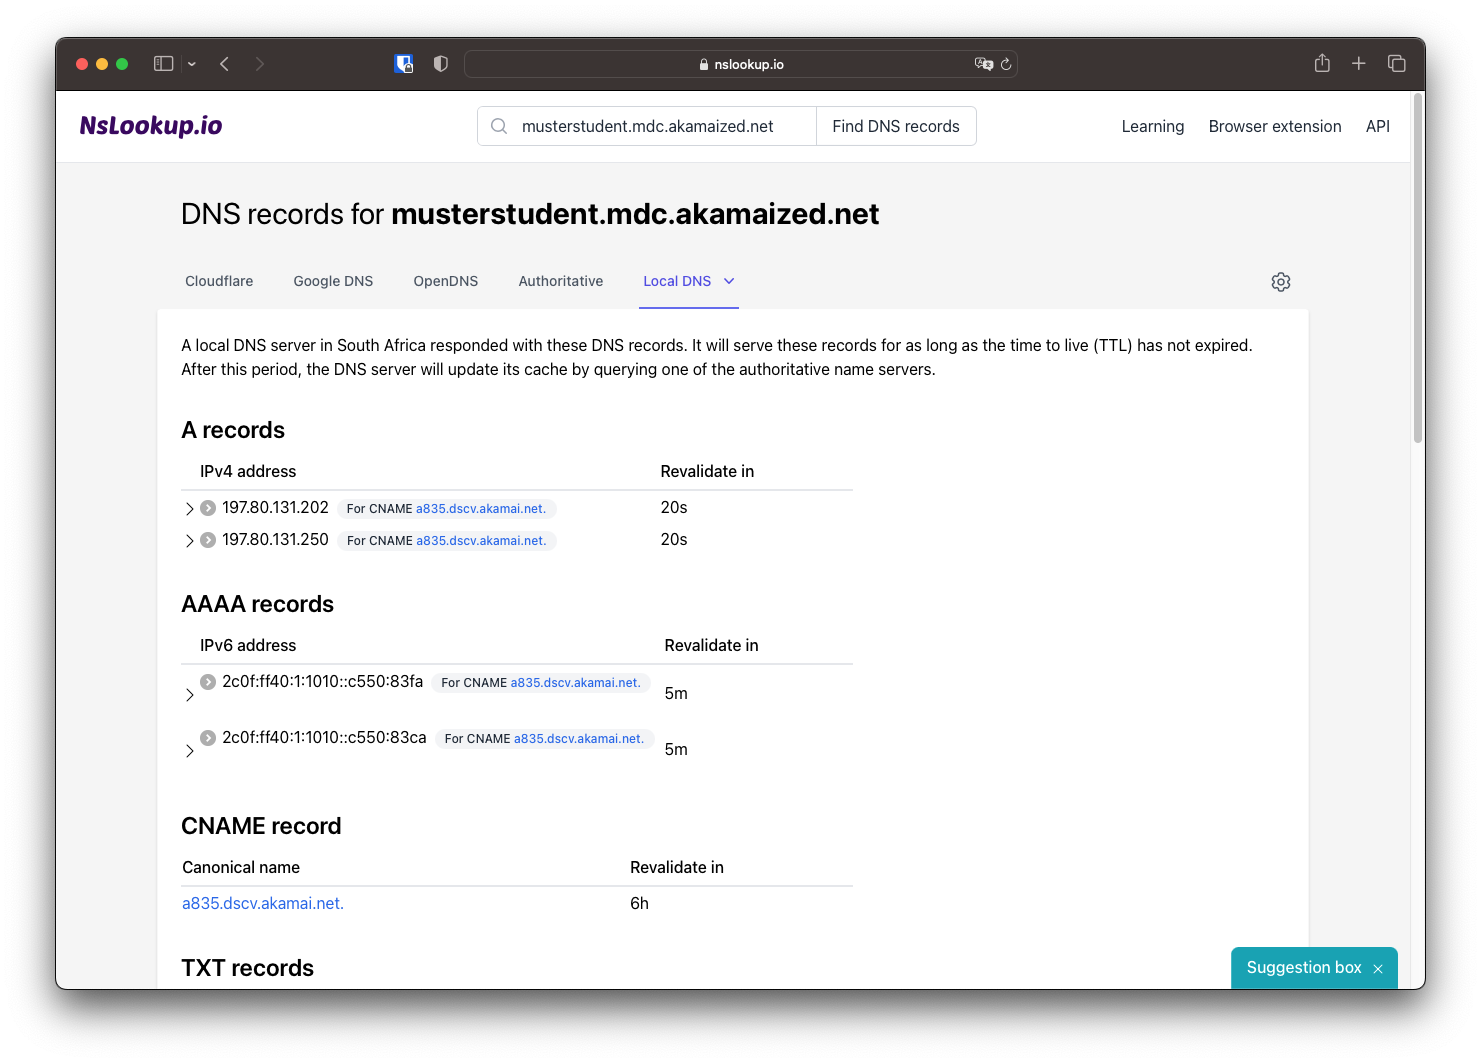 nslookup.io
NsLookup.io
musterstudent.mdc.akamaized.net
Find DNS records
Learning
Browser extension
API
DNS records for musterstudent.mdc.akamaized.net
Cloudflare
Google DNS
OpenDNS
Authoritative
Local DNS
A local DNS server in South Africa responded with these DNS records. It will serve these records for as long as the time to live (TTL) has not expired.
After this period, the DNS server will update its cache by querying one of the authoritative name servers.
A records
IPv4 address Revalidate in
197.80.131.202 For CNAME a835.dscv.akamai.net. 20s
197.80.131.250 For CNAME a835.dscv.akamai.net. 20s
AAAA records
IPv6 address Revalidate in
2c0f:ff40:1:1010::c550:83fa For CNAME a835.dscv.akamai.net. 5m
2c0f:ff40:1:1010::c550:83ca For CNAME a835.dscv.akamai.net. 5m
CNAME record
Canonical name Revalidate in
a835.dscv.akamai.net. 6h
TXT records
Suggestion box